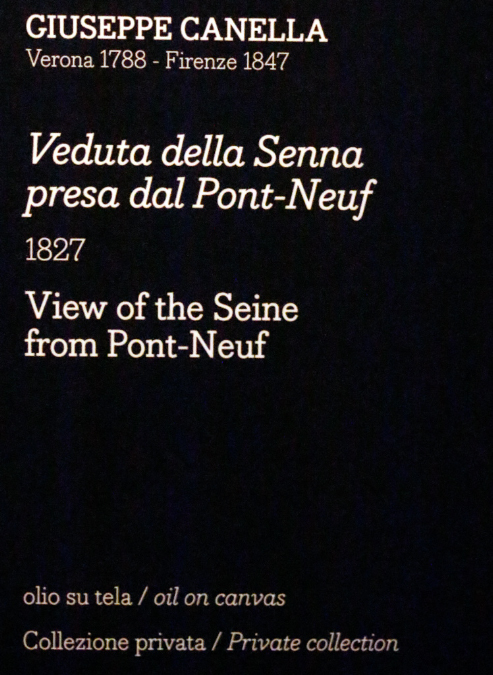 GIUSEPPE CANELLA
Verona 1788 - Firenze 1847
Veduta della Senna
presa dal Pont-Neuf
1827
View of the Seine
from Pont-Neuf
olio su tela / oil on canvas
Collezione privata / Private collection